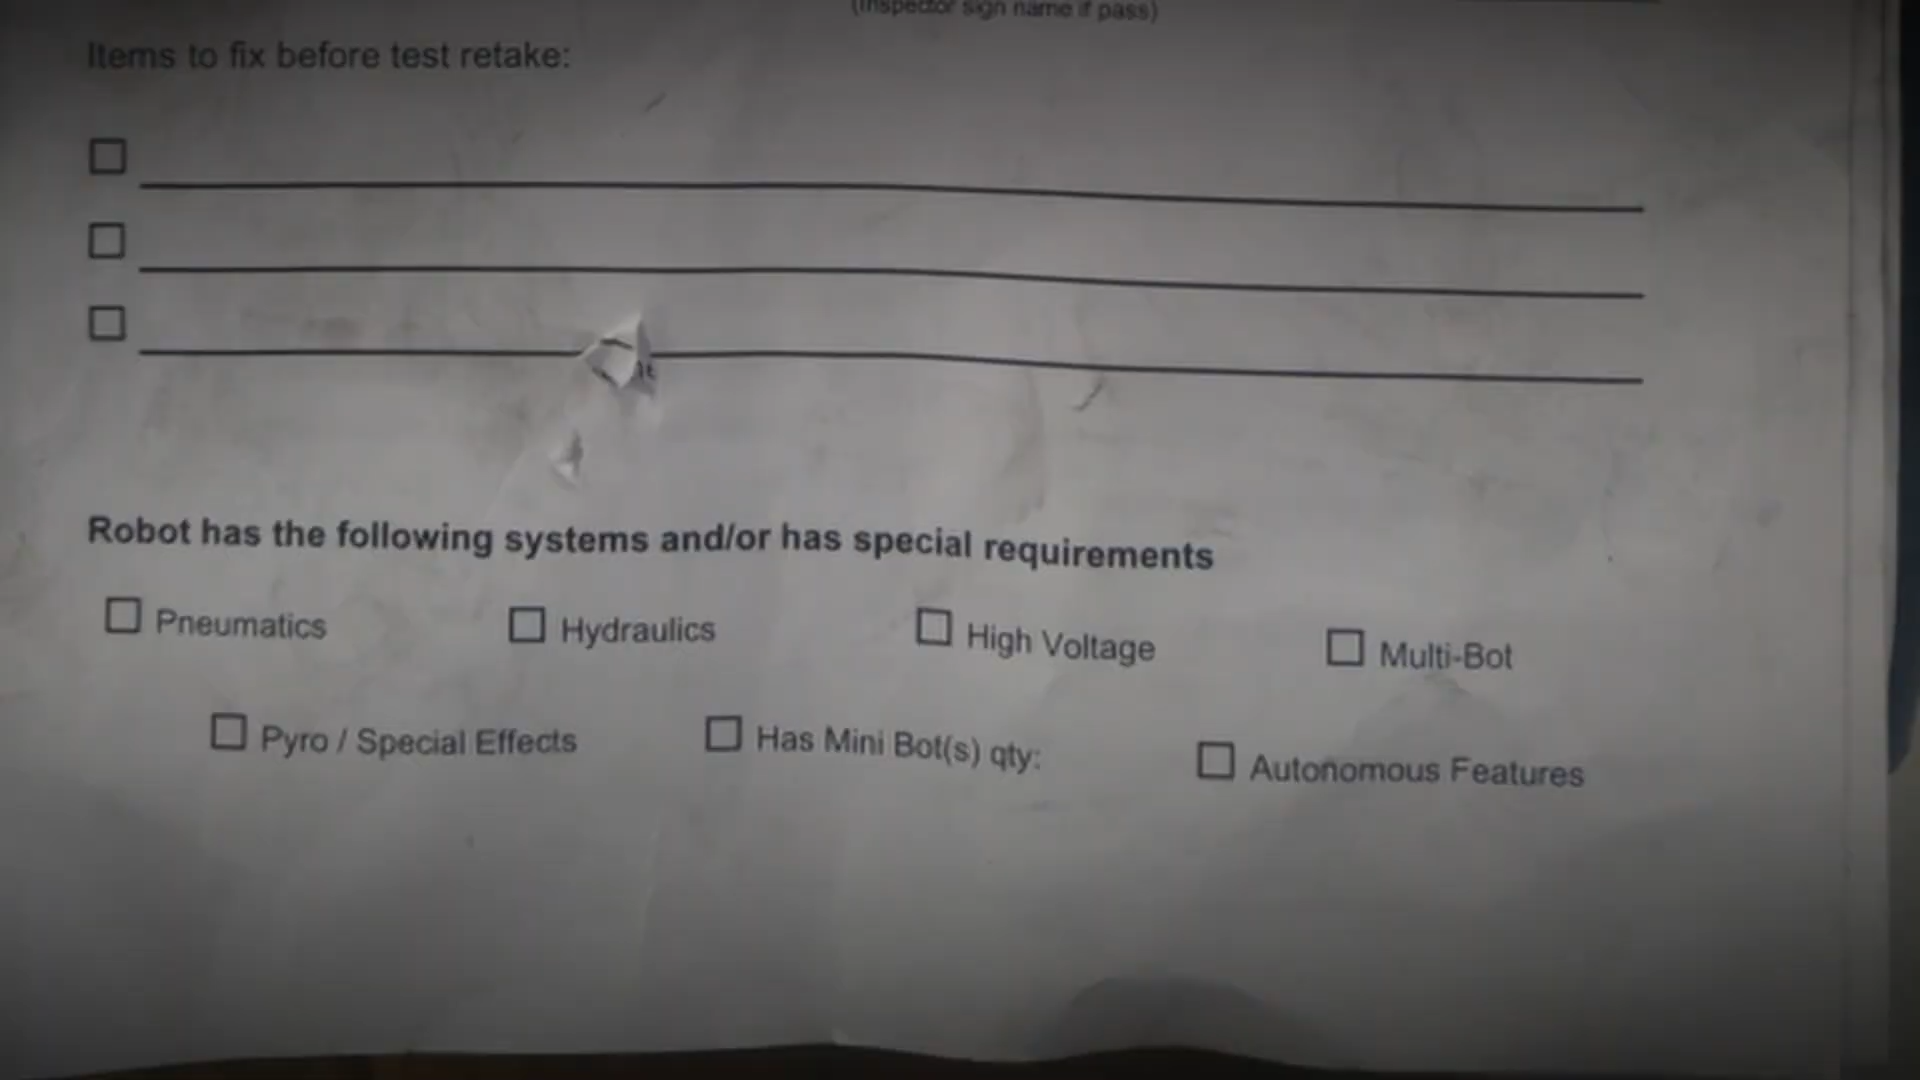 (Inspector sign name if pass)
Items to fix before test retake:
Robot has the following systems and/or has special requirements
Pneumatics Hydraulics High Voltage Multi-Bot
Pyro / Special Effects Has Mini Bot(s) qty: Autonomous Features